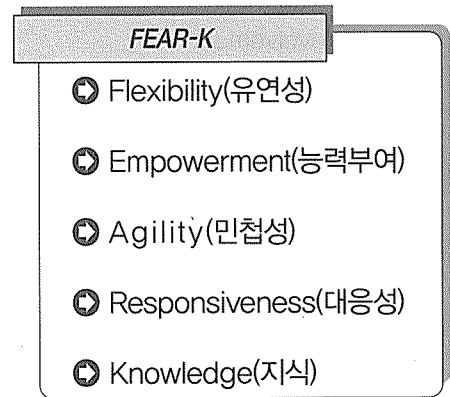 FEAR-K
Flexibility(유연성)
Empowerment(능력부여)
Agility(민첩성)
Responsiveness(대응성)
Knowledge(지식)